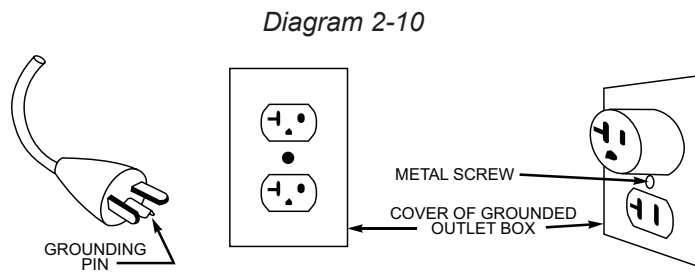 Diagram 2-10
METAL SCREW
COVER OF GROUNDED
OUTLET BOX
GROUNDING
PIN